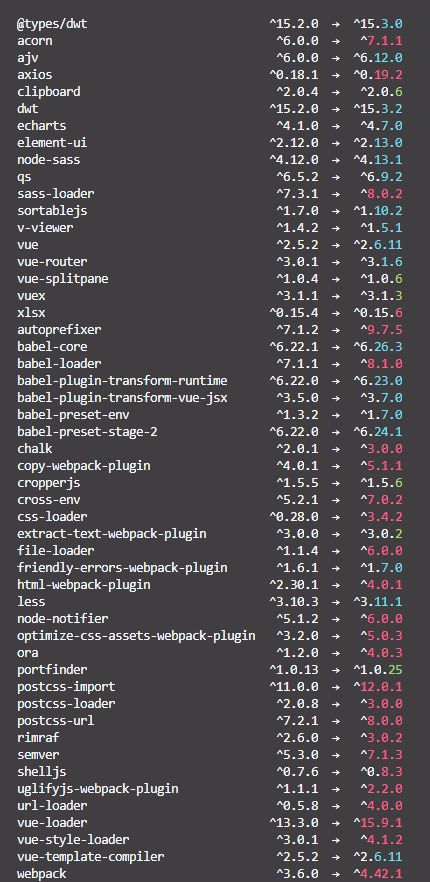 @types/dwt ^15.2.0 → ^15.3.0
acorn ^6.0.0 → ^7.1.1
ajv ^6.0.0 → ^6.12.0
axios ^0.18.1 → ^0.19.2
clipboard ^2.0.4 → ^2.0.6
dwt ^15.2.0 → ^15.3.2
echarts ^4.1.0 → ^4.7.0
element-ui ^2.12.0 → ^2.13.0
node-sass ^4.12.0 → ^4.13.1
qs ^6.5.2 → ^6.9.2
sass-loader ^7.3.1 → ^8.0.2
sortablejs ^1.7.0 → ^1.10.2
v-viewer ^1.4.2 → ^1.5.1
vue ^2.5.2 → ^2.6.11
vue-router ^3.0.1 → ^3.1.6
vue-splitpane ^1.0.4 → ^1.0.6
vuex ^3.1.1 → ^3.1.3
xlsx ^0.15.4 → ^0.15.6
autoprefixer ^7.1.2 → ^9.7.5
babel-core ^6.22.1 → ^6.26.3
babel-loader ^7.1.1 → ^8.1.0
babel-plugin-transform-runtime ^6.22.0 → ^6.23.0
babel-plugin-transform-vue-jsx ^3.5.0 → ^3.7.0
babel-preset-env ^1.3.2 → ^1.7.0
babel-preset-stage-2 ^6.22.0 → ^6.24.1
chalk ^2.0.1 → ^3.0.0
copy-webpack-plugin ^4.0.1 → ^5.1.1
cropperjs ^1.5.5 → ^1.5.6
cross-env ^5.2.1 → ^7.0.2
css-loader ^0.28.0 → ^3.4.2
extract-text-webpack-plugin ^3.0.0 → ^3.0.2
file-loader ^1.1.4 → ^6.0.0
friendly-errors-webpack-plugin ^1.6.1 → ^1.7.0
html-webpack-plugin ^2.30.1 → ^4.0.1
less ^3.10.3 → ^3.11.1
node-notifier ^5.1.2 → ^6.0.0
optimize-css-assets-webpack-plugin ^3.2.0 → ^5.0.3
ora ^1.2.0 → ^4.0.3
portfinder ^1.0.13 → ^1.0.25
postcss-import ^11.0.0 → ^12.0.1
postcss-loader ^2.0.8 → ^3.0.0
postcss-url ^7.2.1 → ^8.0.0
rimraf ^2.6.0 → ^3.0.2
semver ^5.3.0 → ^7.1.3
shelljs ^0.7.6 → ^0.8.3
uglifyjs-webpack-plugin ^1.1.1 → ^2.2.0
url-loader ^0.5.8 → ^4.0.0
vue-loader ^13.3.0 → ^15.9.1
vue-style-loader ^3.0.1 → ^4.1.2
vue-template-compiler ^2.5.2 → ^2.6.11
webpack ^3.6.0 → ^4.42.1